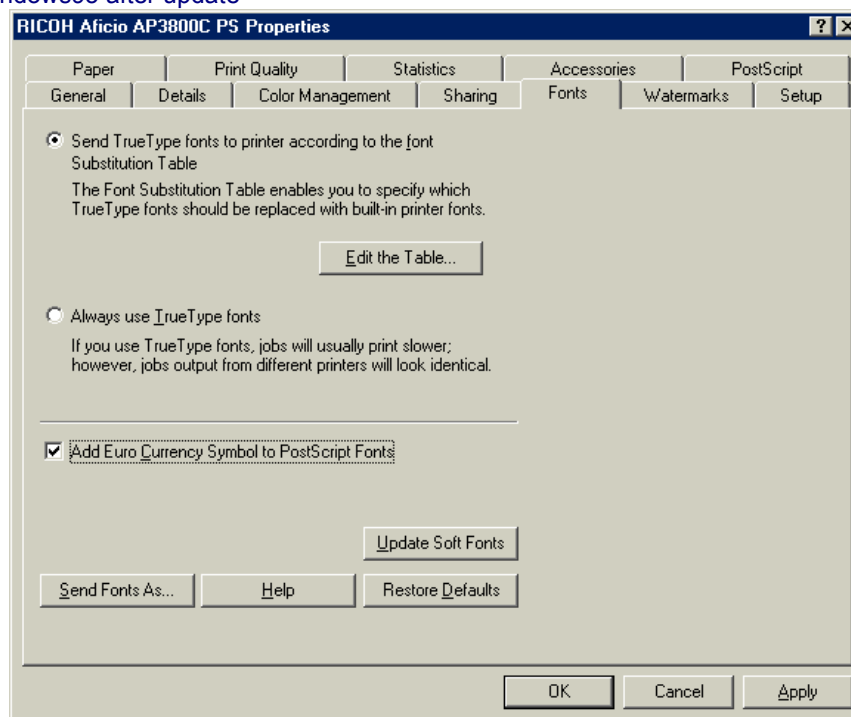 RICOH Aficio AP3800C PS Properties
Paper Print Quality Statistics Accessories PostScript
General Details Color Management Sharing Fonts Watermarks Setup
Send TrueType fonts to printer according to the font
Substitution Table
The Font Substitution Table enables you to specify which
TrueType fonts should be replaced with built-in printer fonts.
Edit the Table...
Always use TrueType fonts
If you use TrueType fonts, jobs will usually print slower;
however, jobs output from different printers will look identical.
Add Euro Currency Symbol to PostScript Fonts
Update Soft Fonts
Send Fonts As... Help Restore Defaults
OK Cancel Apply